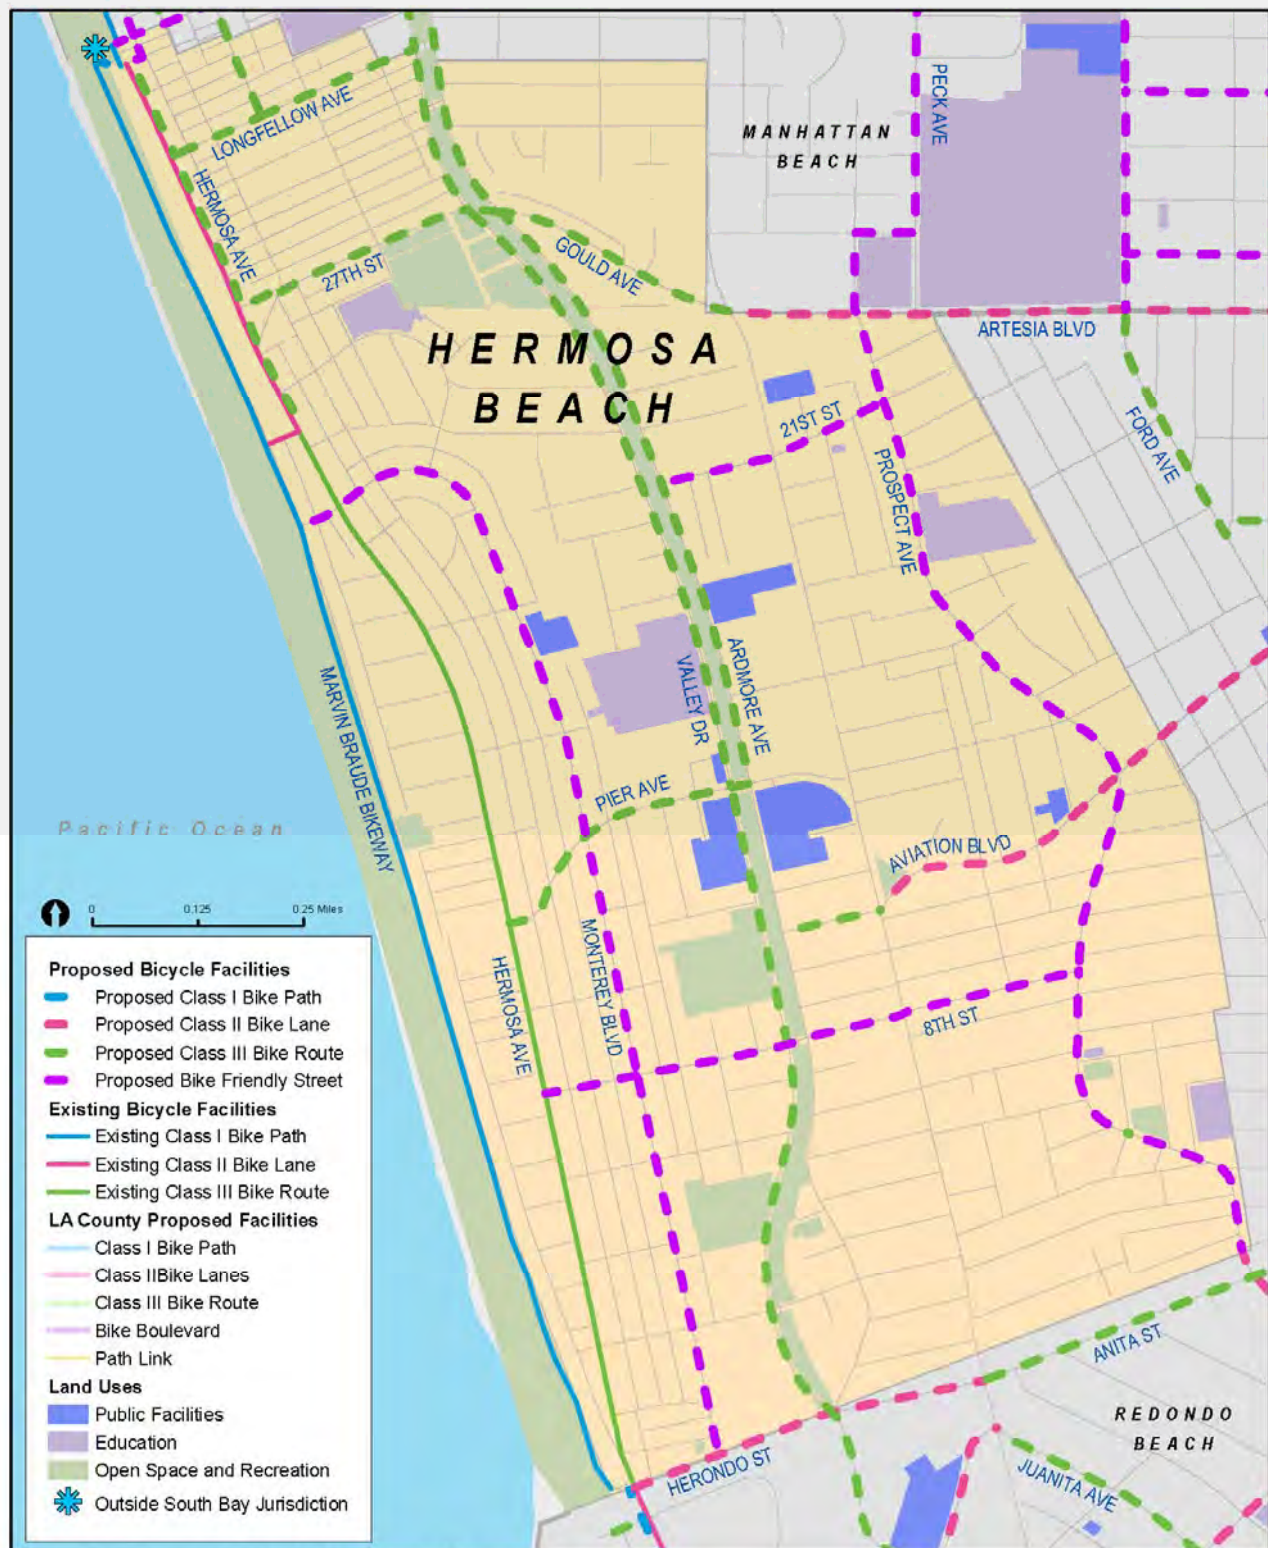 PECK AVE
MANHATTAN
BEACH
LONGFELLOW AVE
HERMOSA AVE
27TH ST
GOULD AVE
ARTESIA BLVD
HERMOSA
BEACH
21ST ST
FORD AVE
PROSPECT AVE
ARDMORE AVE
VALLEY DR
MARVIN BRAUDE BIKEWAY
PIER AVE
Pacific Ocean
AVIATION BLVD
0 0.125 0.25 Miles
MONTEREY BLVD
HERMOSA AVE
8TH ST
Proposed Bicycle Facilities
Proposed Class I Bike Path
Proposed Class II Bike Lane
Proposed Class III Bike Route
Proposed Bike Friendly Street
Existing Bicycle Facilities
Existing Class I Bike Path
Existing Class II Bike Lane
Existing Class III Bike Route
LA County Proposed Facilities
Class I Bike Path
Class IIBike Lanes
Class III Bike Route
Bike Boulevard
Path Link
Land Uses
Public Facilities
Education
Open Space and Recreation
Outside South Bay Jurisdiction
ANITA ST
REDONDO
BEACH
HERONDO ST
JUANITA AVE